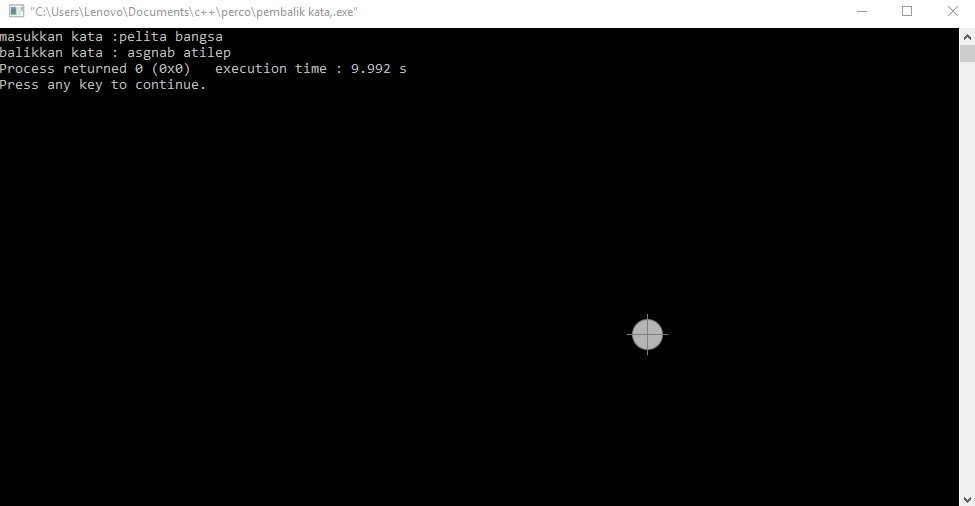 "C:\Users\Lenovo\Documents\c++\perco\pembalik kata,.exe"
masukkan kata :pelita bangsa
balikkan kata : asgnab atilep
Process returned 0 (0x0)   execution time : 9.992 s
Press any key to continue.